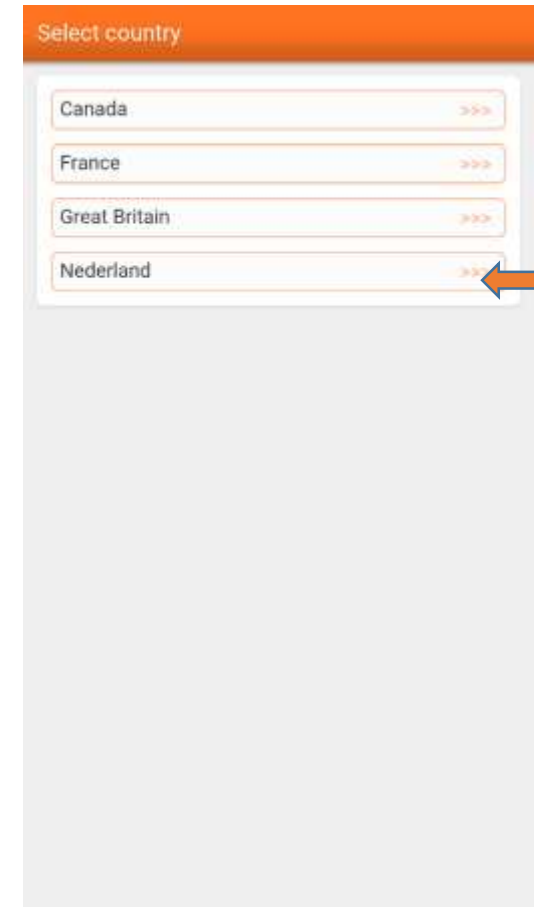 Select country
Canada >>>
France >>>
Great Britain >>>
Nederland >>>